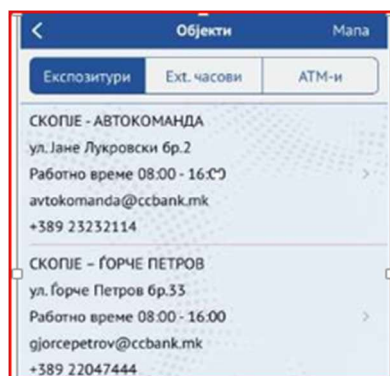 Објекти Мапа
Експозитури Ext. часови АТМ-и
СКОПЈЕ - АВТОКОМАНДА
ул. Јане Лукровски бр.2
Работно време 08:00 - 16:00
avtokomanda@ccbank.mk
+389 23232114
СКОПЈЕ – ЃОРЧЕ ПЕТРОВ
ул. Ѓорче Петров бр.33
Работно време 08:00 - 16:00
gjorcepetrov@ccbank.mk
+389 22047444